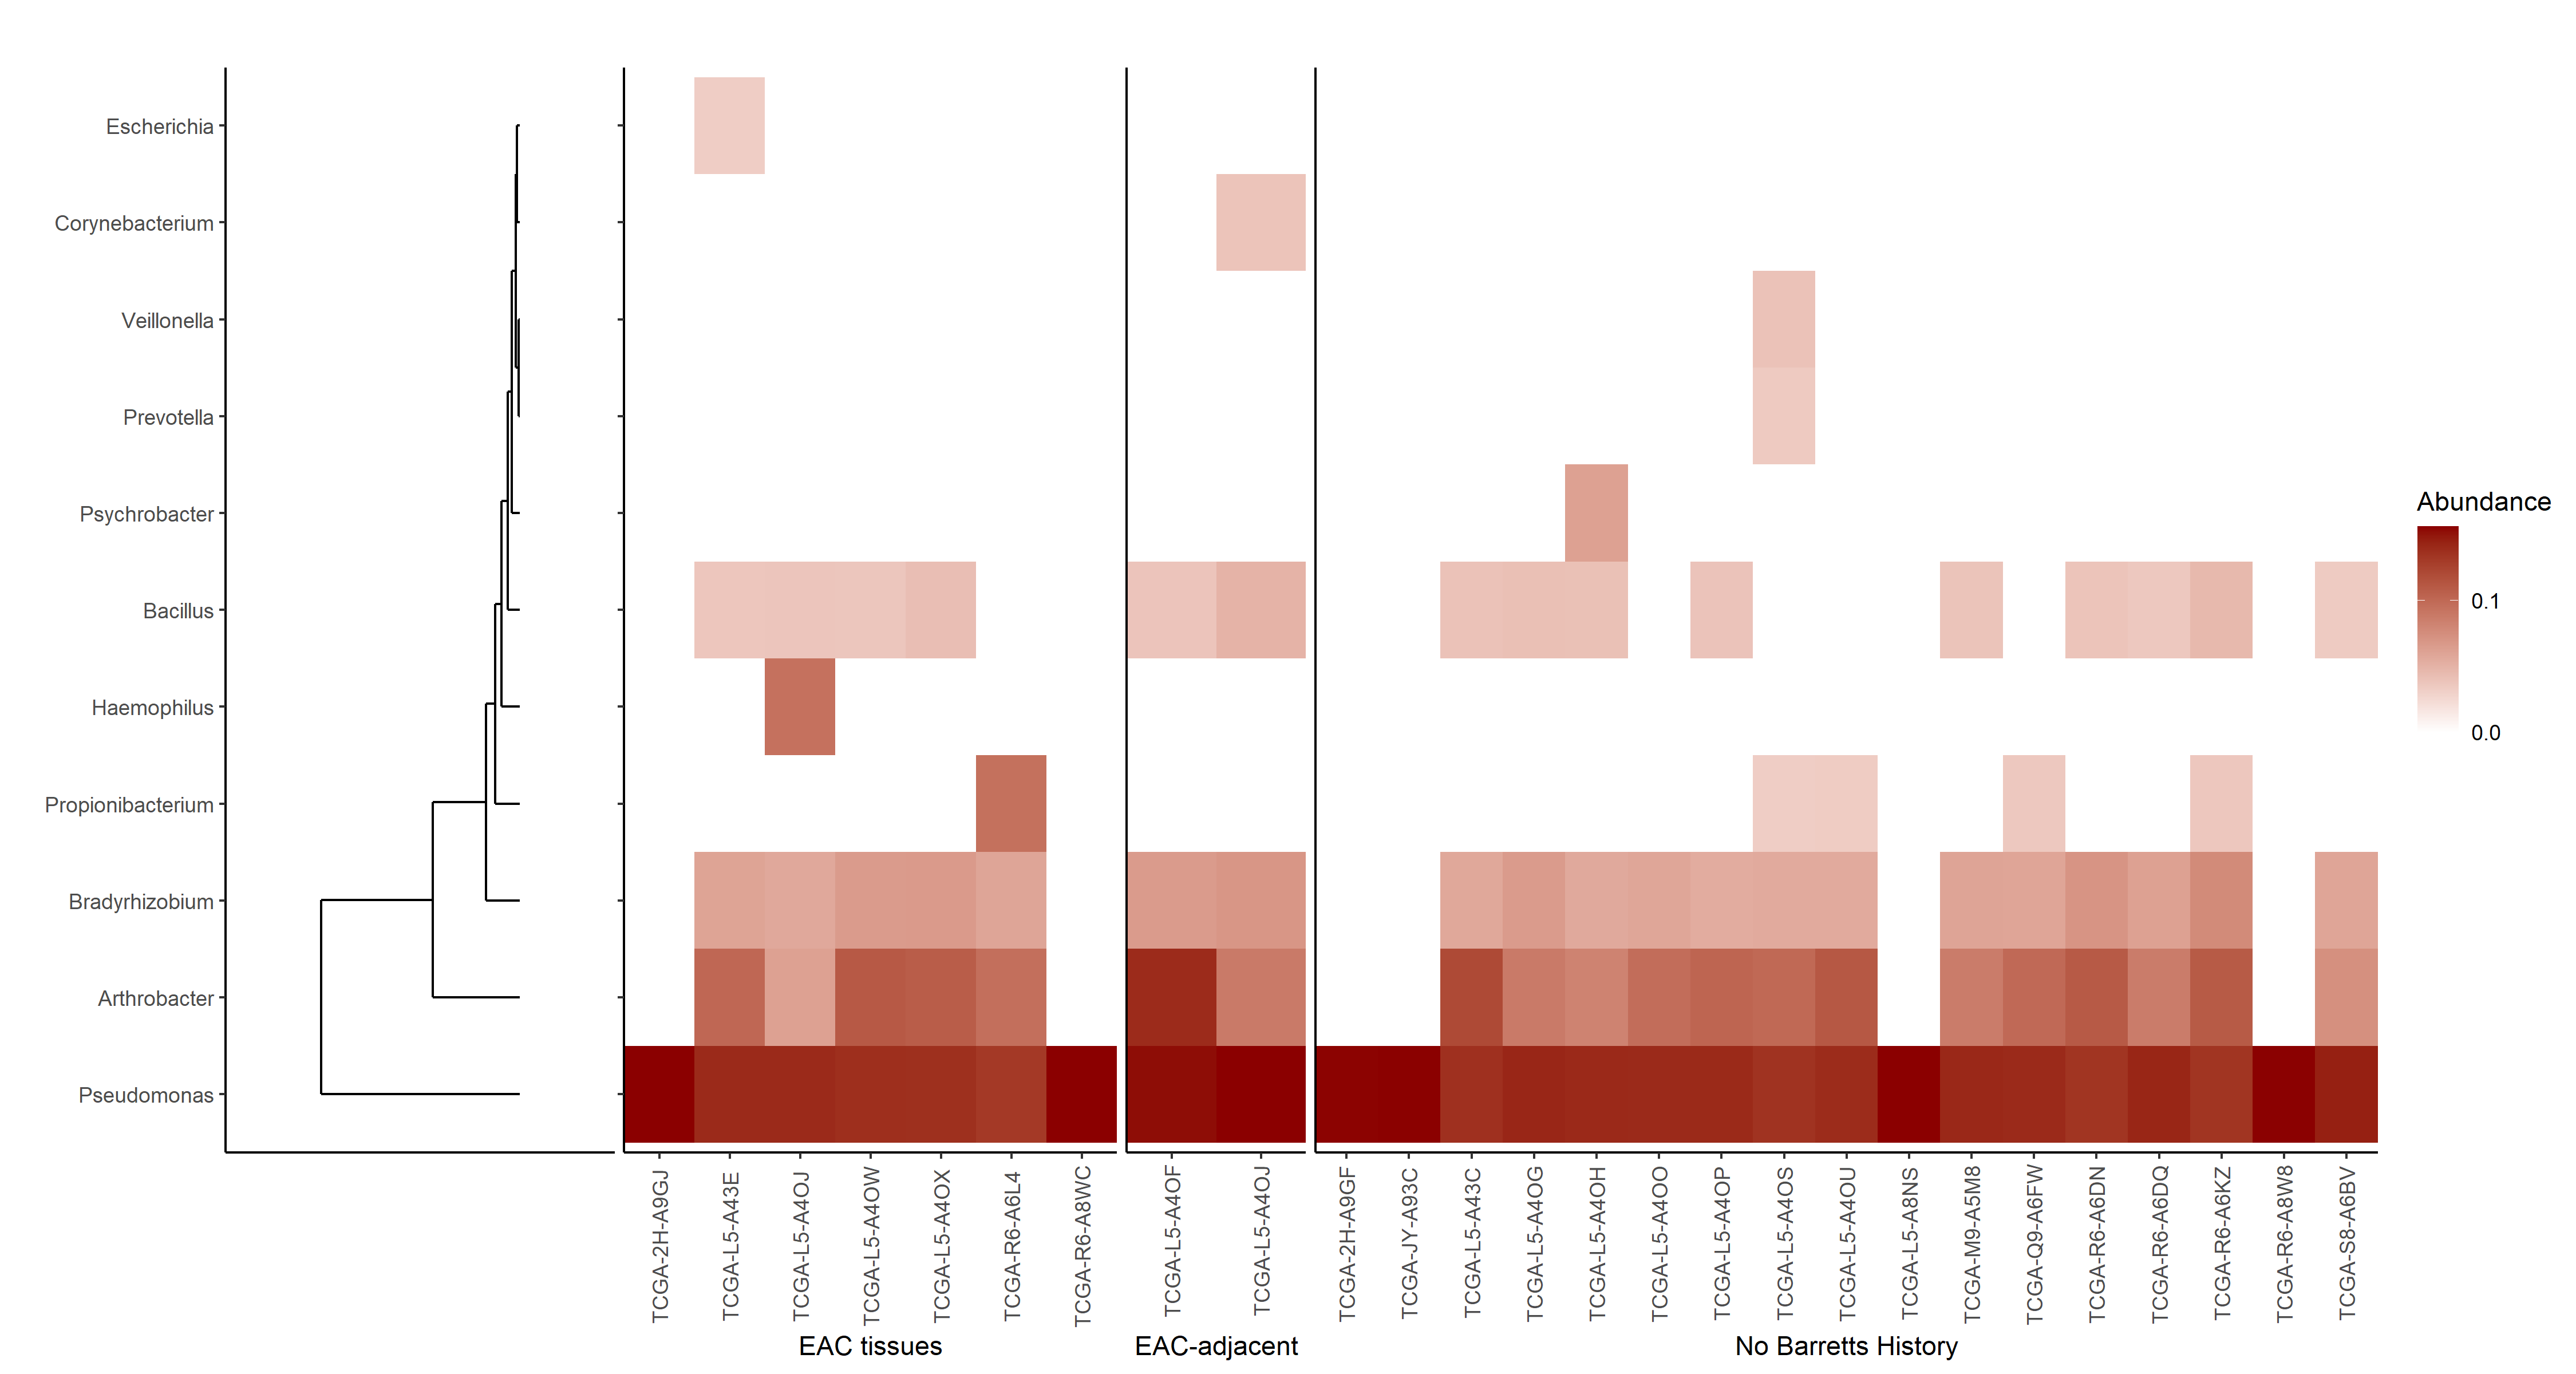 Escherichia
Corynebacterium
Veillonella
Prevotella
Psychrobacter
Bacillus
Haemophilus
Propionibacterium
Bradyrhizobium
Arthrobacter
Pseudomonas
TCGA-2H-A9GJ
TCGA-L5-A43E
TCGA-L5-A4OJ
TCGA-L5-A4OW
TCGA-L5-A4OX
TCGA-R6-A6L4
TCGA-R6-A8WC
EAC tissues
TCGA-L5-A4OF
TCGA-L5-A4OJ
EAC-adjacent
TCGA-2H-A9GF
TCGA-JY-A93C
TCGA-L5-A43C
TCGA-L5-A4OG
TCGA-L5-A4OH
TCGA-L5-A4OO
TCGA-L5-A4OP
TCGA-L5-A4OS
TCGA-L5-A4OU
TCGA-L5-A8NS
TCGA-M9-A5M8
TCGA-Q9-A6FW
TCGA-R6-A6DN
TCGA-R6-A6DQ
TCGA-R6-A6KZ
TCGA-R6-A8W8
TCGA-S8-A6BV
No Barretts History
Abundance
0.1
0.0